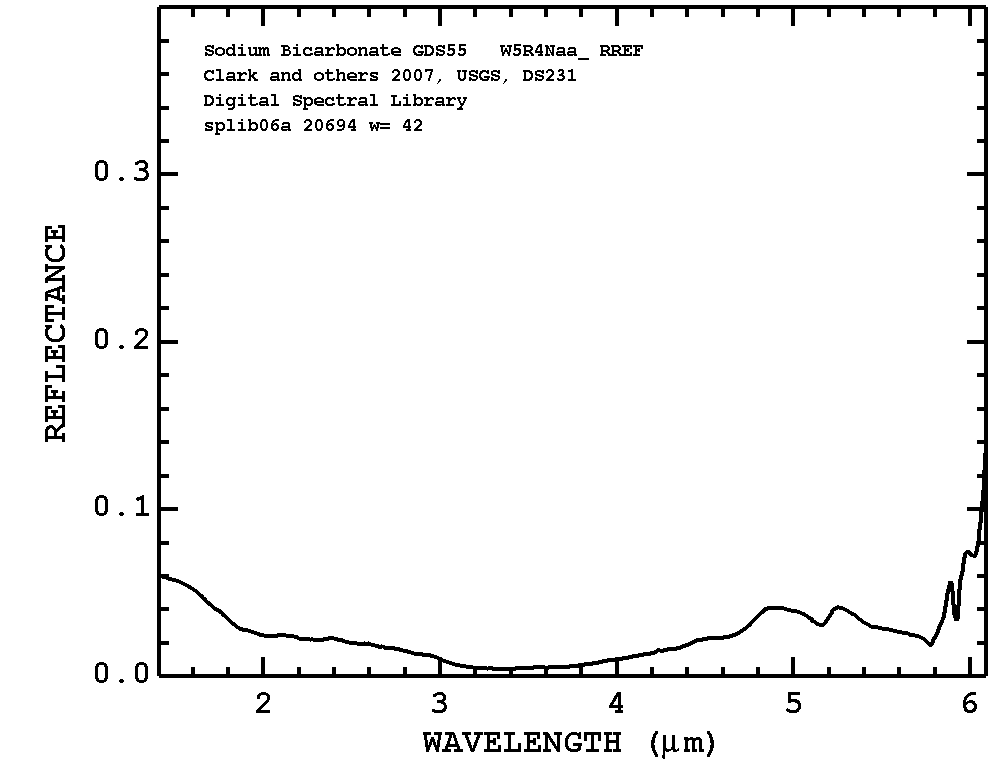 Sodium Bicarbonate GDS55 W5R4Naa_ RREF
Clark and others 2007, USGS, DS231
Digital Spectral Library
splib06a 20694 w= 42
REFLECTANCE
0.3
0.2
0.1
0.0
2 3 4 5 6
WAVELENGTH (μm)